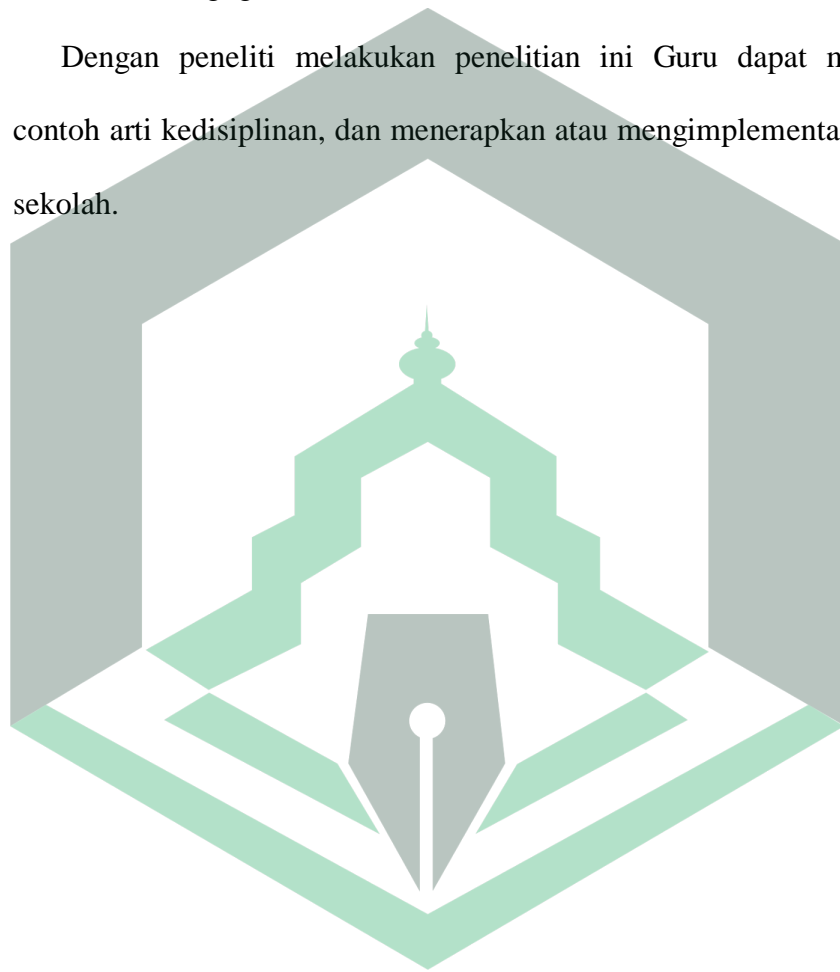 Dengan peneliti melakukan penelitian ini Guru dapat
contoh arti kedisiplinan, dan menerapkan atau
sekolah.